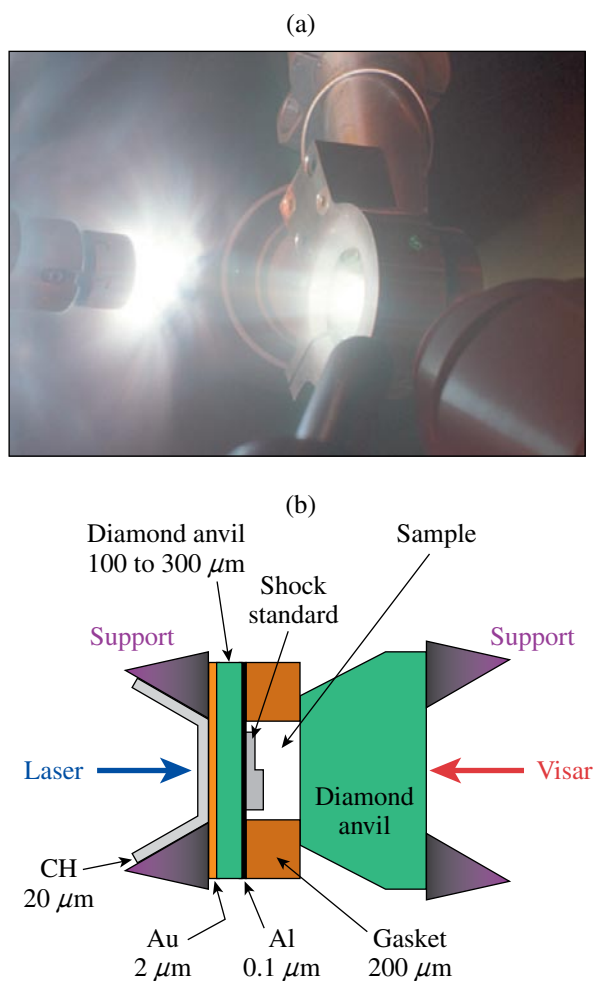 (a)
(b)
Diamond anvil
100 to 300 μm
Sample
Shock
standard
Support
Support
Laser
Visar
Diamond
anvil
CH
20 μm
Au
2 μm
Al
0.1 μm
Gasket
200 μm